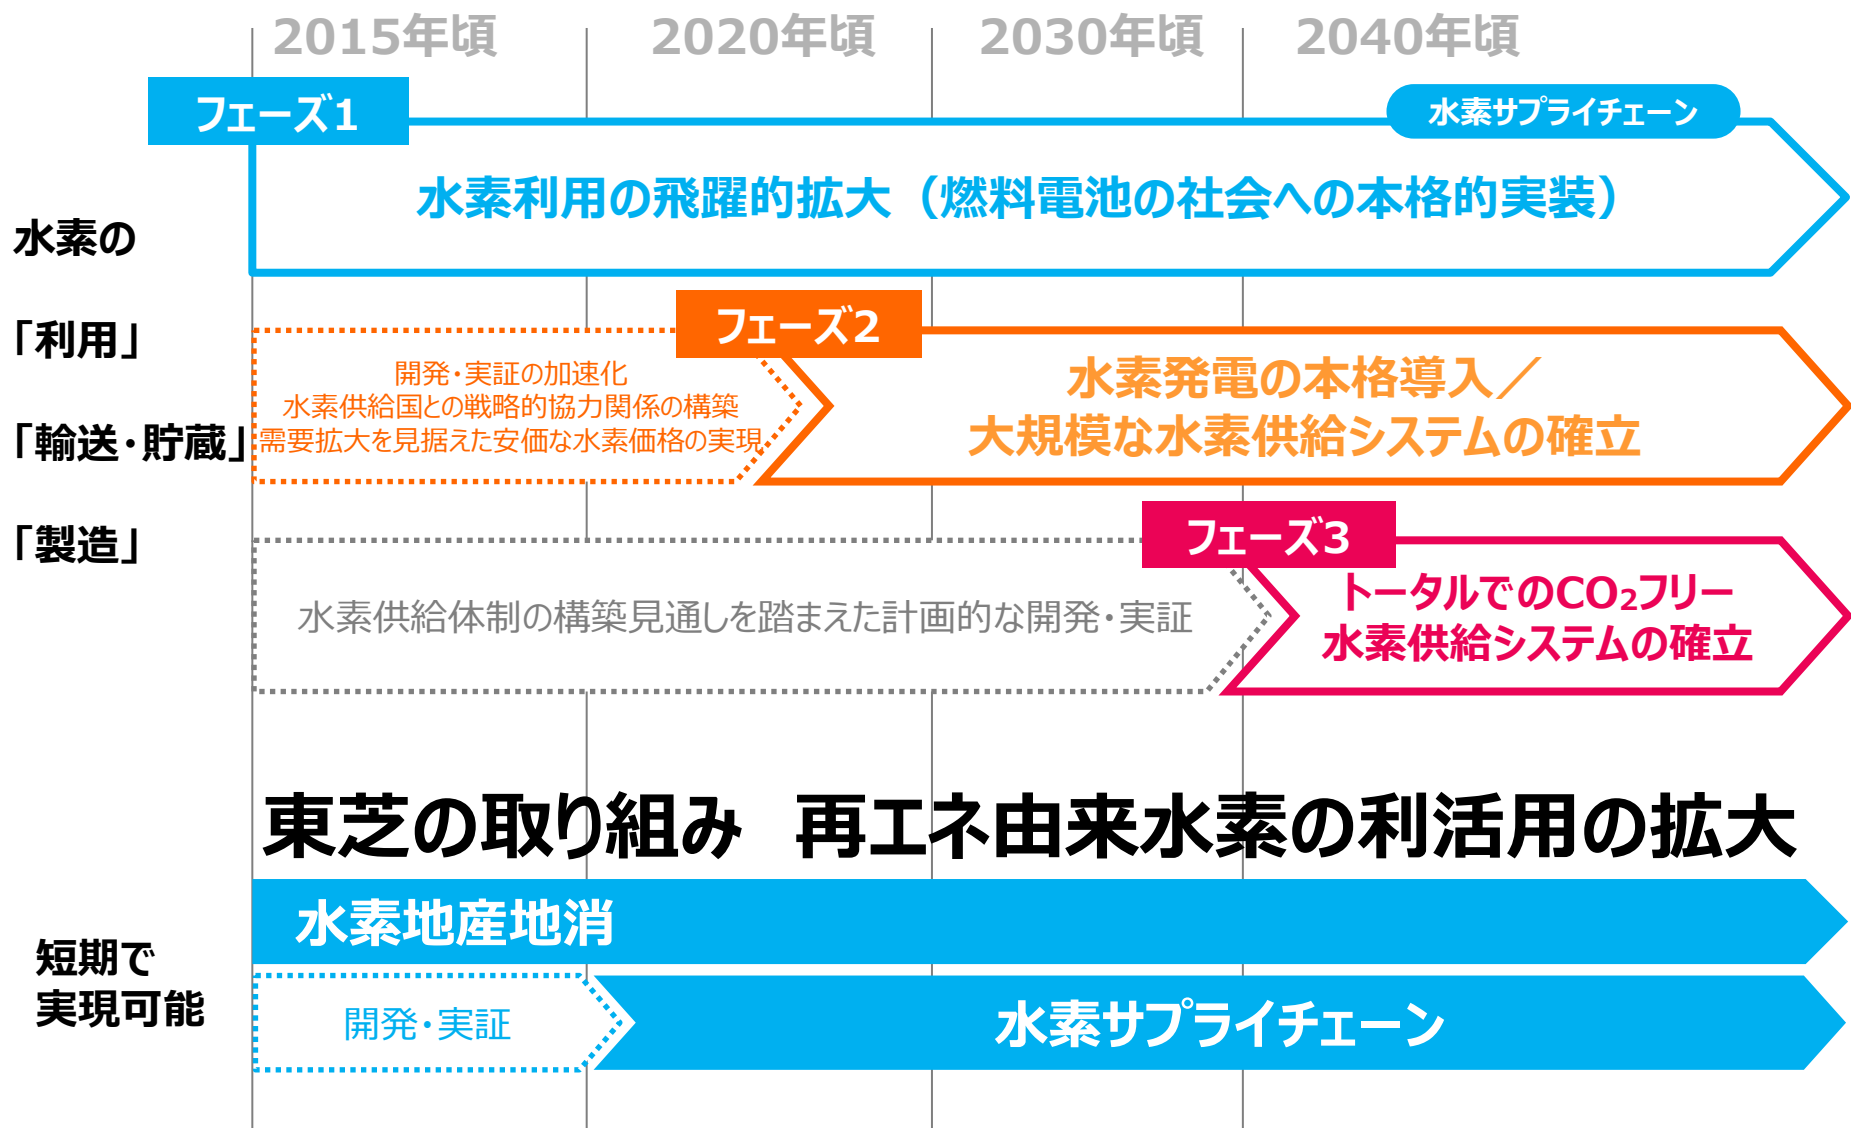 2015年頃
2020年頃
2030年頃
2040年頃
フェーズ1
水素サプライチェーン
水素利用の飛躍的拡大（燃料電池の社会への本格的実装）
水素の
「利用」
「輸送・貯蔵」
「製造」
フェーズ2
開発・実証の加速化
水素供給国との戦略的協力関係の構築
需要拡大を見据えた安価な水素価格の実現
水素発電の本格導入／
大規模な水素供給システムの確立
フェーズ3
水素供給体制の構築見通しを踏まえた計画的な開発・実証
トータルでのCO₂フリー
水素供給システムの確立
東芝の取り組み　再エネ由来水素の利活用の拡大
短期で
実現可能
水素地産地消
開発・実証
水素サプライチェーン